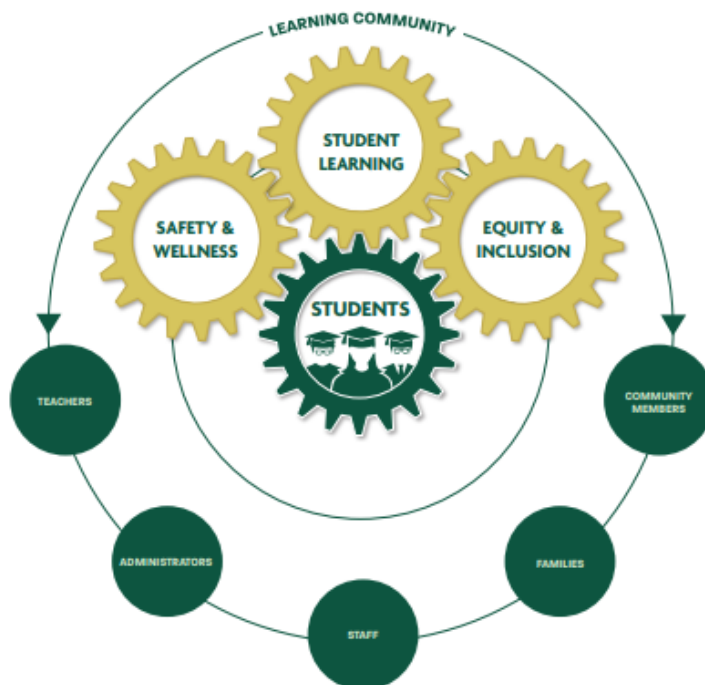 LEARNING COMMUNITY
STUDENT
LEARNING
SAFETY &
WELLNESS
EQUITY &
INCLUSION
STUDENTS
TEACHERS
COMMUNITY
MEMBERS
ADMINISTRATORS
FAMILIES
STAFF